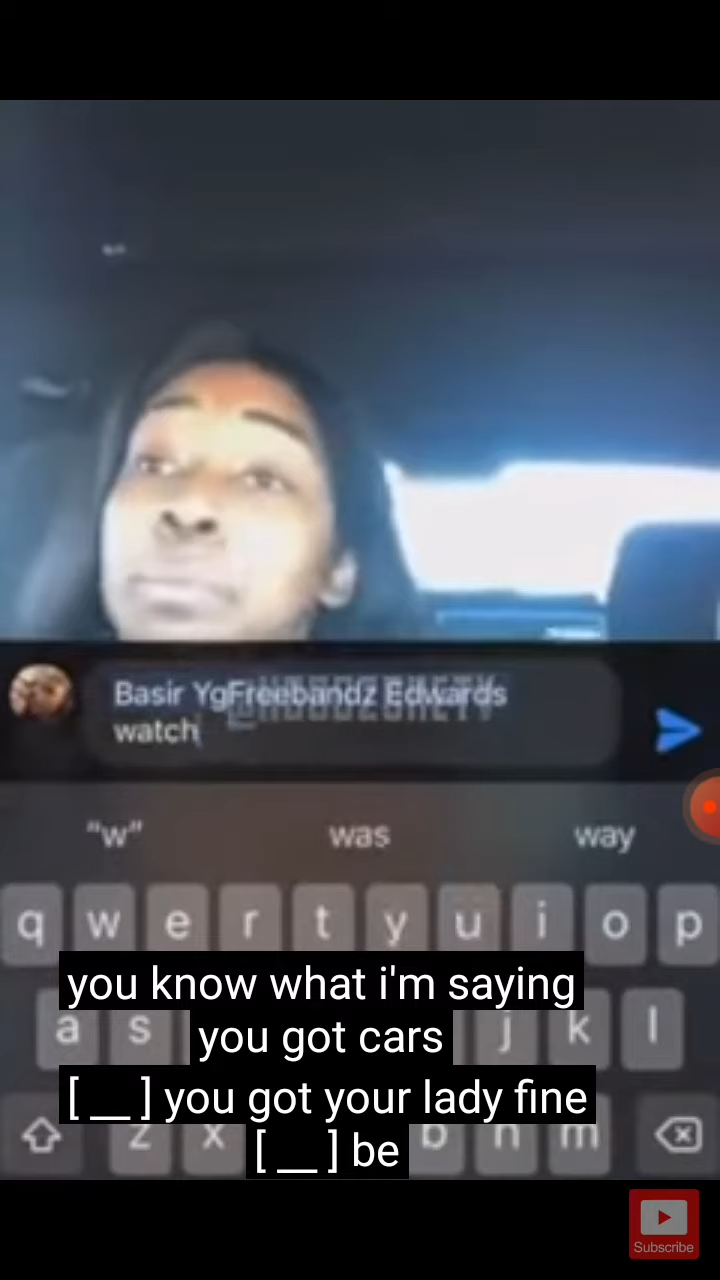 Basir YgFreebandz Edwards
watch
"w" was way
q w e r t y u i o p
you know what i'm saying
a s j k l
you got cars
[ __ ] you got your lady fine
z x b n m
[ __ ] be
Subscribe